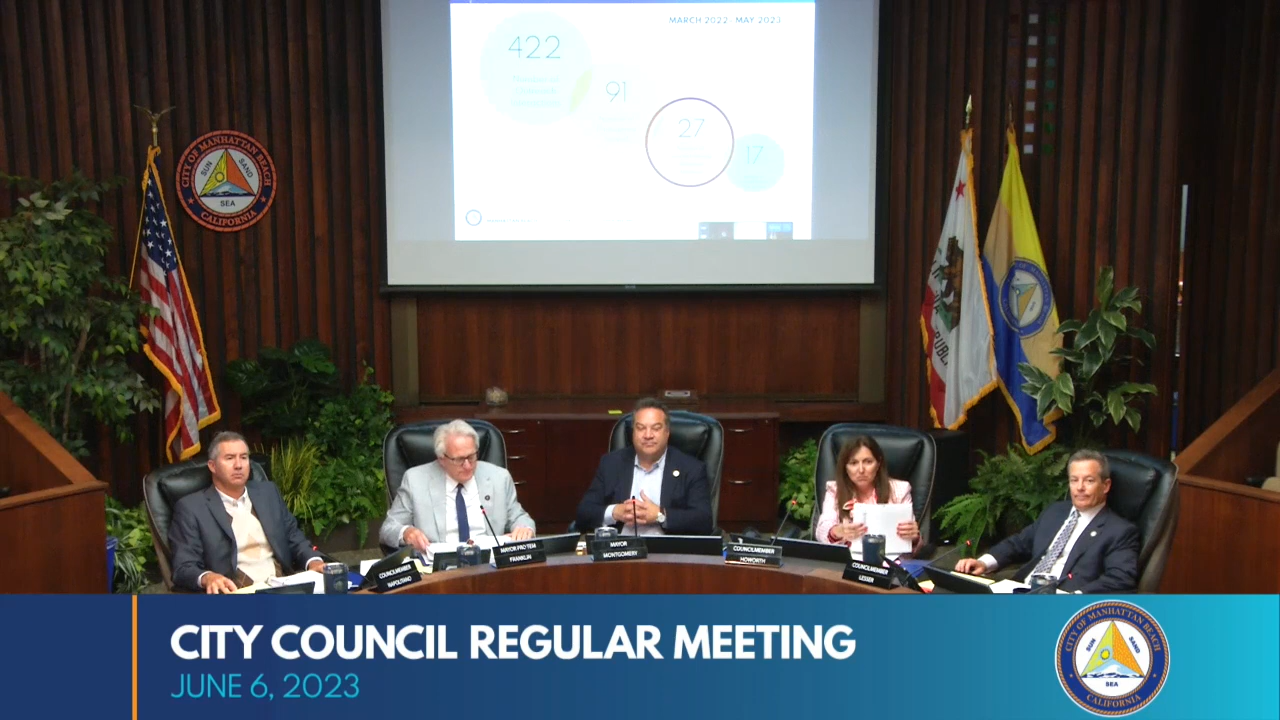 MARCH 2022 - MAY 2023
422
91
27
17
CITY OF MANHATTAN BEACH
SUN
SAND
SEA
CALIFORNIA
COUNCILMEMBER
NAPOLITANO
MAYOR PRO TEM
FRANKLIN
MAYOR
MONTGOMERY
COUNCILMEMBER
HOWORTH
COUNCILMEMBER
LESSER
CITY COUNCIL REGULAR MEETING
JUNE 6, 2023
CITY OF MANHATTAN BEACH
SUN
SAND
SEA
CALIFORNIA